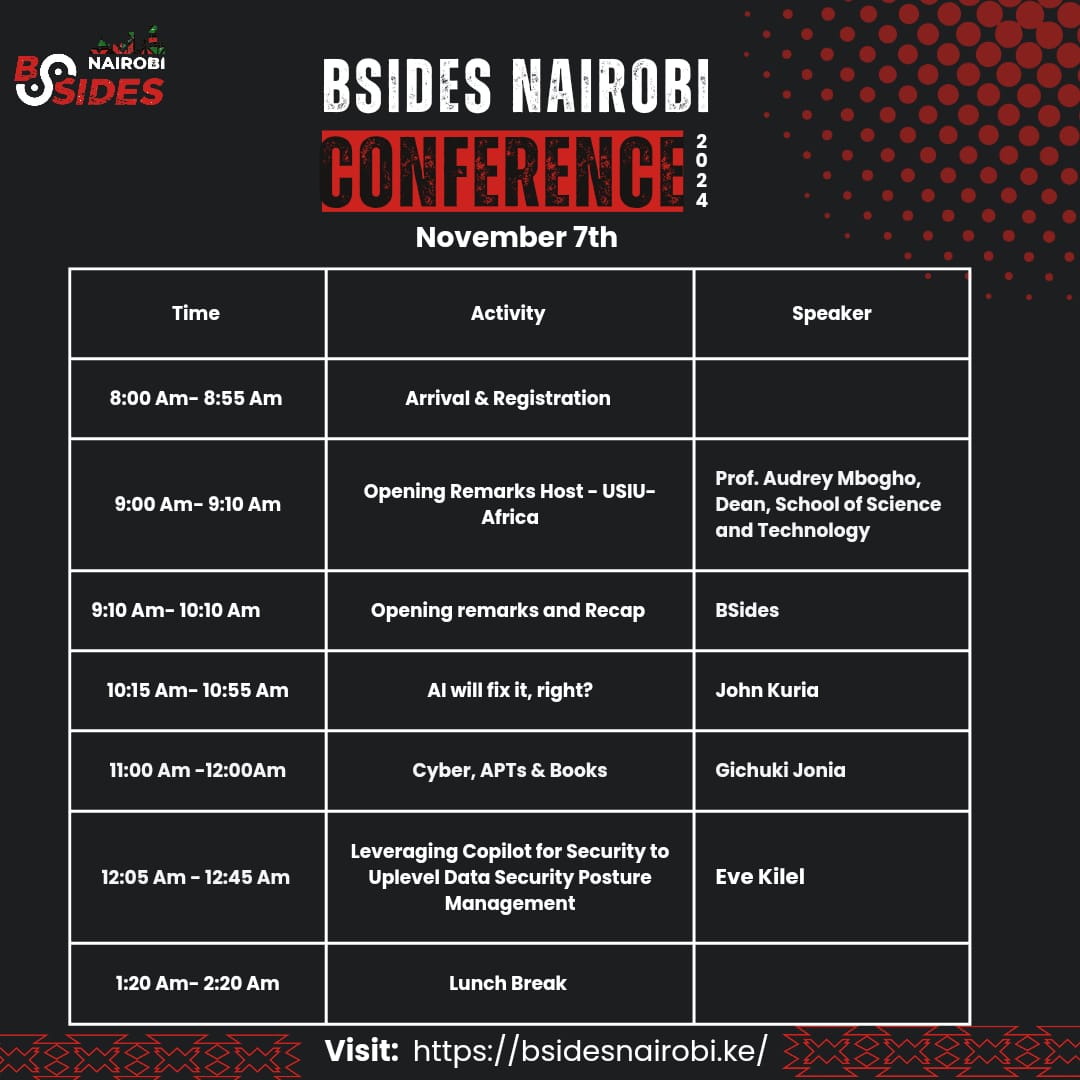 NAIROBI
BSIDES
BSIDES NAIROBI
CONFERENCE
2024
November 7th
Time
Activity
Speaker
8:00 Am- 8:55 Am
Arrival & Registration
9:00 Am- 9:10 Am
Opening Remarks Host - USIU-
Africa
Prof. Audrey Mbogho,
Dean, School of Science
and Technology
9:10 Am- 10:10 Am
Opening remarks and Recap
BSides
10:15 Am- 10:55 Am
AI will fix it, right?
John Kuria
11:00 Am -12:00Am
Cyber, APTs & Books
Gichuki Jonia
12:05 Am - 12:45 Am
Leveraging Copilot for Security to
Uplevel Data Security Posture
Management
Eve Kilel
1:20 Am- 2:20 Am
Lunch Break
Visit: https://bsidesnairobi.ke/